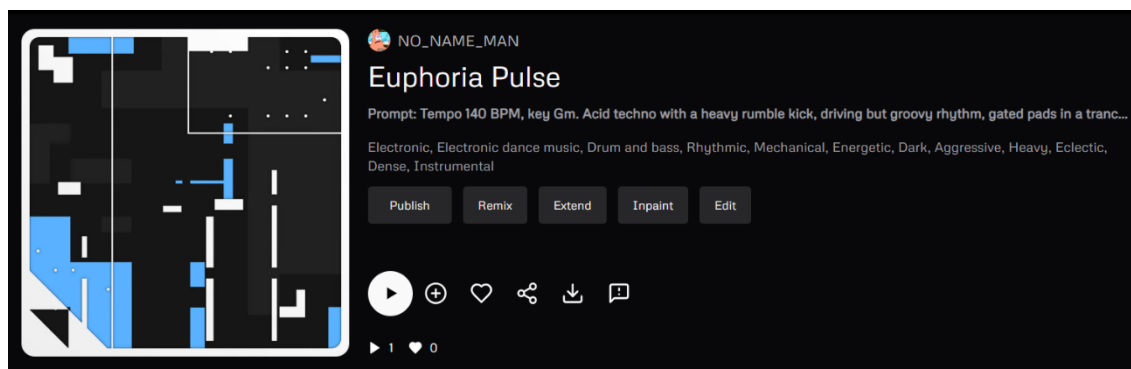 NO_NAME_MAN
Euphoria Pulse
Prompt: Tempo 140 BPM, key Gm. Acid techno with a heavy rumble kick, driving but groovy rhythm, gated pads in a tranc...
Electronic, Electronic dance music, Drum and bass, Rhythmic, Mechanical, Energetic, Dark, Aggressive, Heavy, Eclectic,
Dense, Instrumental
Publish Remix Extend Inpaint Edit
1 0